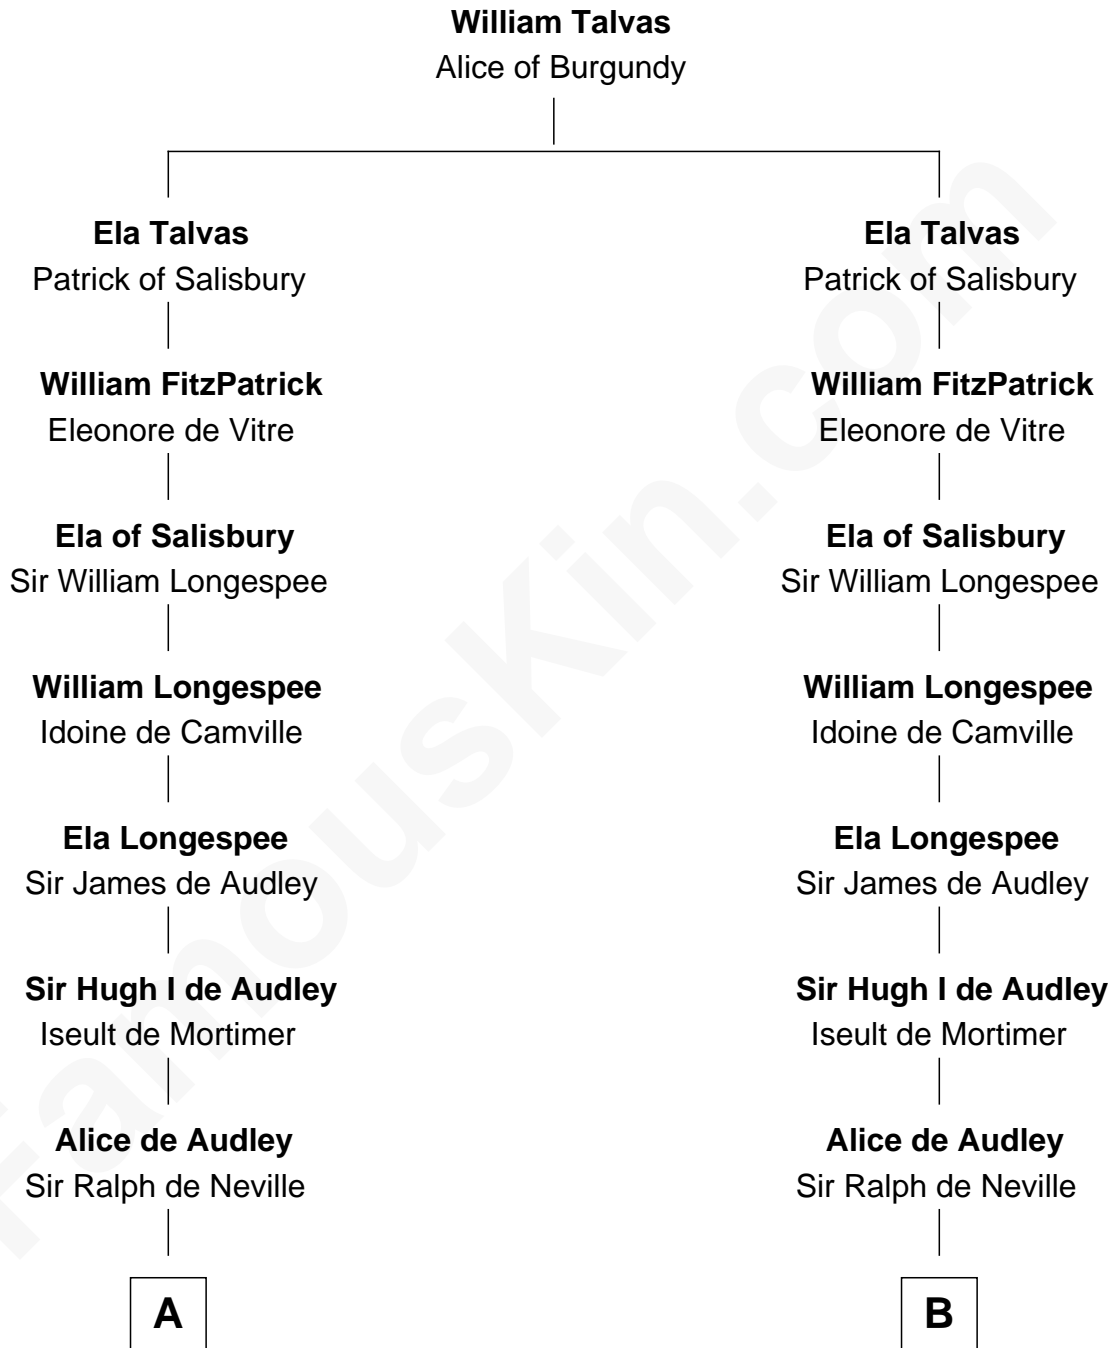 William Talvas
Alice of Burgundy
Ela Talvas
Patrick of Salisbury
William FitzPatrick
Eleonore de Vitre
Ela of Salisbury
Sir William Longespee
William Longespee
Idoine de Camville
Ela Longespee
Sir James de Audley
Sir Hugh I de Audley
Iseult de Mortimer
Alice de Audley
Sir Ralph de Neville
A
Ela Talvas
Patrick of Salisbury
William FitzPatrick
Eleonore de Vitre
Ela of Salisbury
Sir William Longespee
William Longespee
Idoine de Camville
Ela Longespee
Sir James de Audley
Sir Hugh I de Audley
Iseult de Mortimer
Alice de Audley
Sir Ralph de Neville
B
FamousKin.com